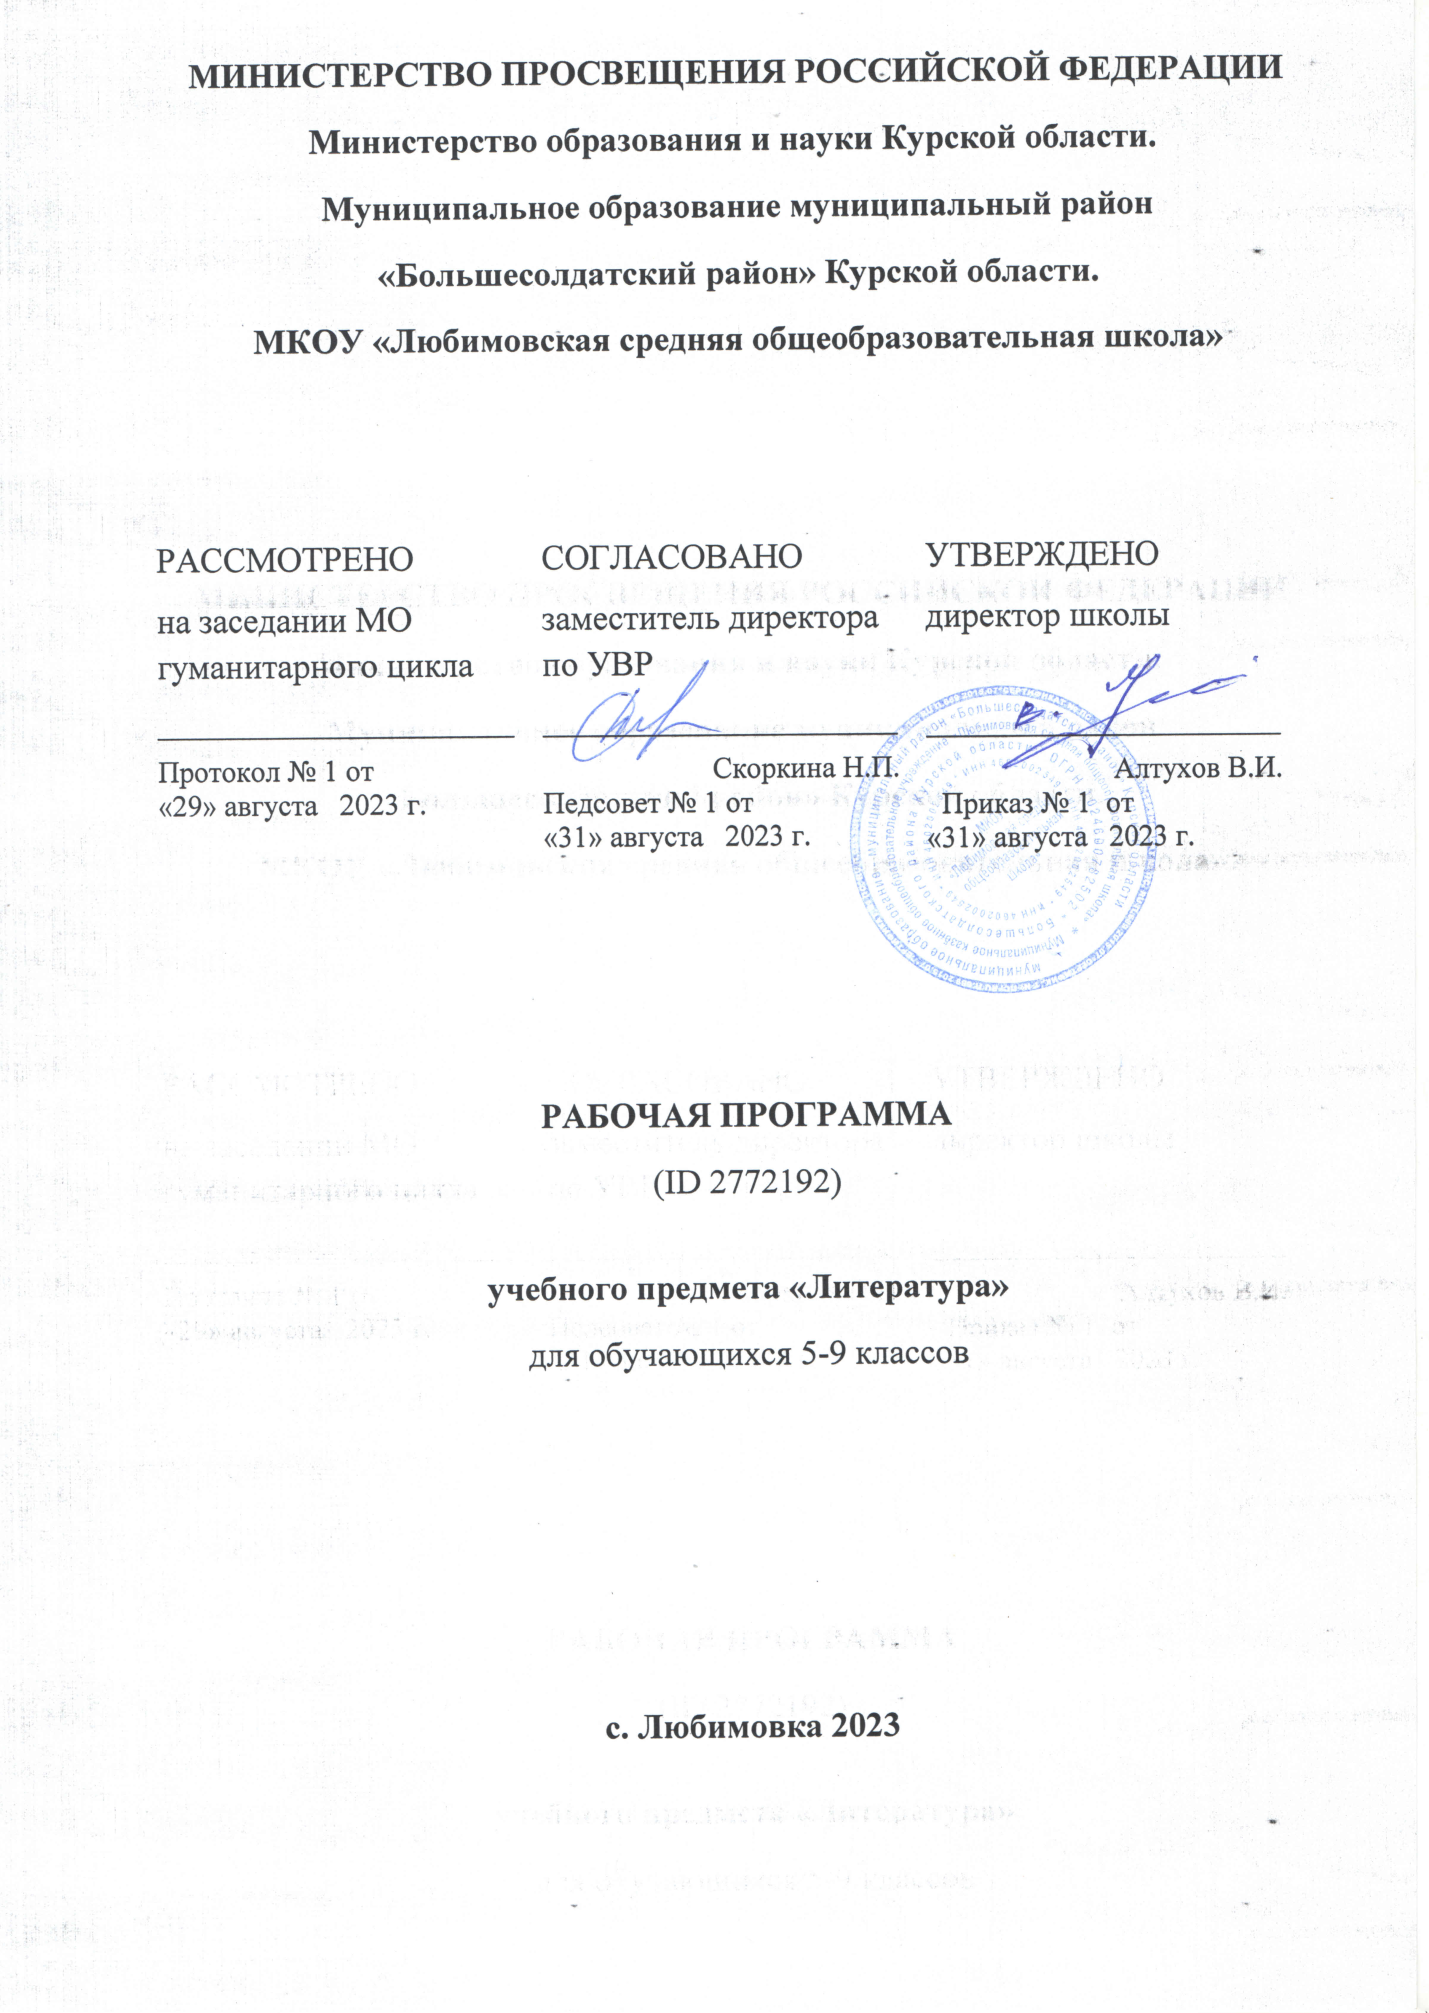 МИНИСТЕРСТВО ПРОСВЕЩЕНИЯ РОССИЙСКОЙ ФЕДЕРАЦИИ
Министерство образования и науки Курской области.
Муниципальное образование муниципальный район
«Большесолдатский район» Курской области.
МКОУ «Любимовская средняя общеобразовательная школа»
РАССМОТРЕНО
на заседании МО
гуманитарного цикла
Протокол № 1 от
«29» августа 2023 г.
СОГЛАСОВАНО
заместитель директора
по УВР
Скоркина Н.П.
Педсовет № 1 от
«31» августа 2023 г.
УТВЕРЖДЕНО
директор школы
Алтухов В.И.
Приказ № 1 от
«31» августа 2023 г.
РАБОЧАЯ ПРОГРАММА
(ID 2772192)
учебного предмета «Литература»
для обучающихся 5-9 классов
с. Любимовка 2023